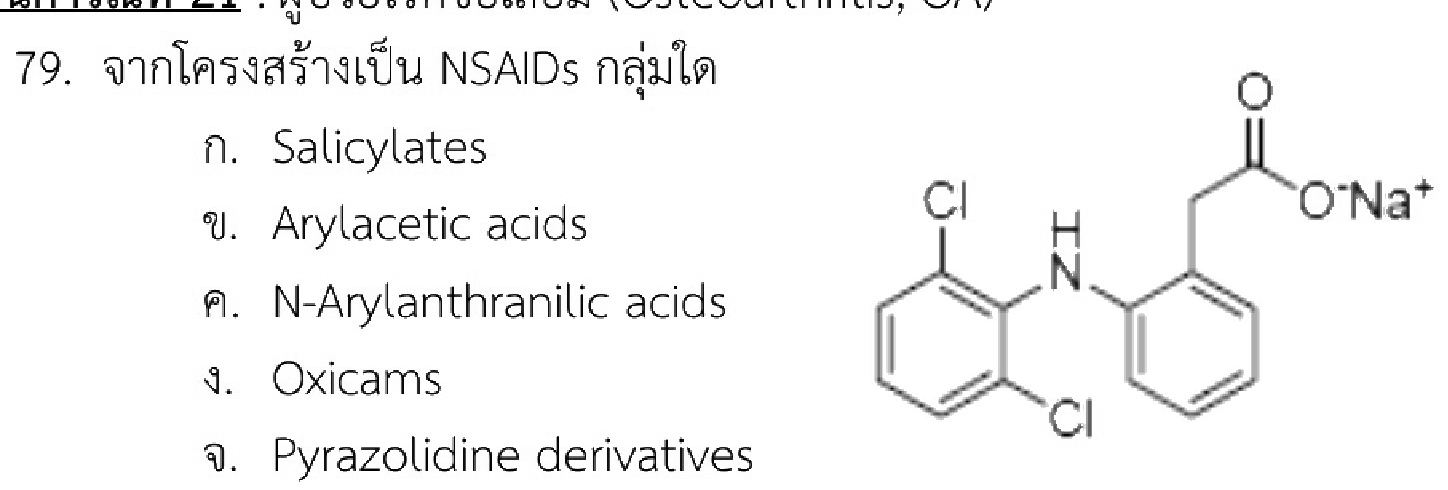 79. จากโครงสร้างเป็น NSAIDs กลุ่มใด
ก. Salicylates
ข. Arylacetic acids
ค. N-Arylanthranilic acids
ง. Oxicams
จ. Pyrazolidine derivatives
O
O⁻Na⁺
Cl
H
N
Cl